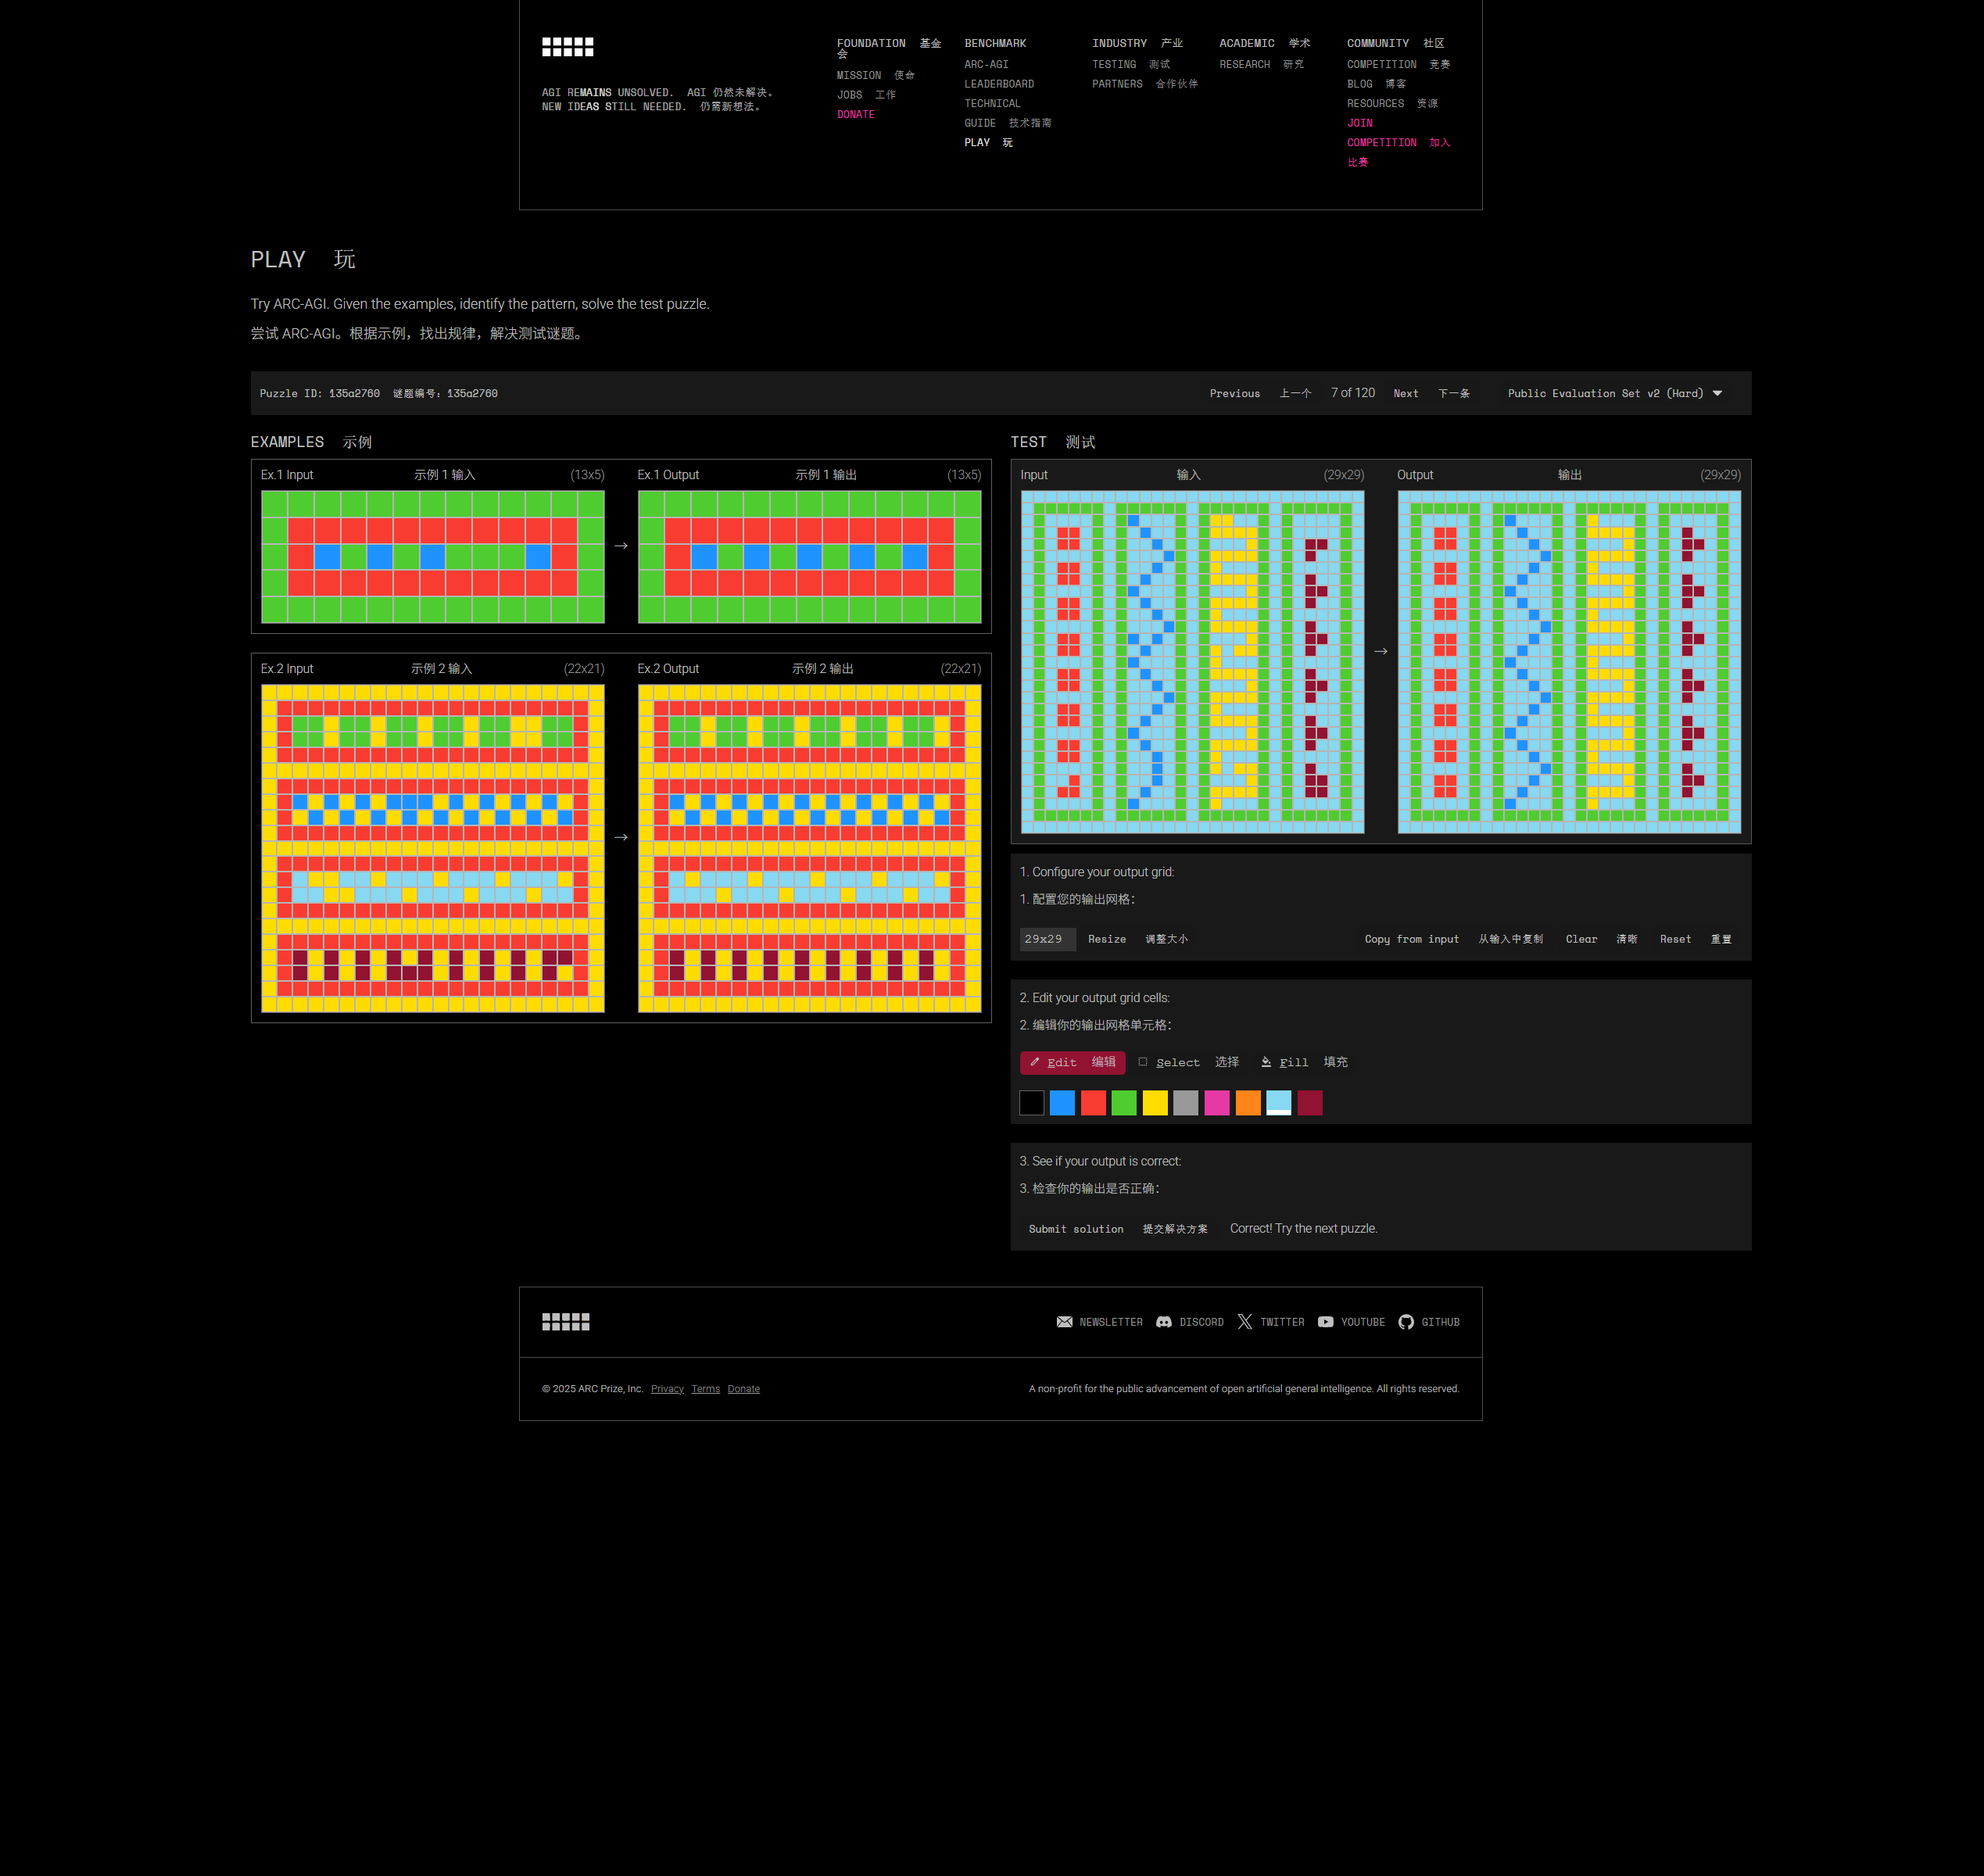 AGI REMAINS UNSOLVED. AGI 仍然未解决。
NEW IDEAS STILL NEEDED. 仍需新想法。
FOUNDATION 基金会
MISSION 使命
JOBS 工作
DONATE
BENCHMARK
ARC-AGI
LEADERBOARD
TECHNICAL
GUIDE 技术指南
PLAY 玩
INDUSTRY 产业
TESTING 测试
PARTNERS 合作伙伴
ACADEMIC 学术
RESEARCH 研究
COMMUNITY 社区
COMPETITION 竞赛
BLOG 博客
RESOURCES 资源
JOIN
COMPETITION 加入
比赛
PLAY 玩
Try ARC-AGI. Given the examples, identify the pattern, solve the test puzzle.
尝试 ARC-AGI。根据示例，找出规律，解决测试谜题。
Puzzle ID: 135a2760 谜题编号：135a2760
Previous 上一个 7 of 120 Next 下一条 Public Evaluation Set v2 (Hard)
EXAMPLES 示例
Ex.1 Input 示例 1 输入 (13x5)
Ex.1 Output 示例 1 输出 (13x5)
Ex.2 Input 示例 2 输入 (22x21)
Ex.2 Output 示例 2 输出 (22x21)
TEST 测试
Input 输入 (29x29)
Output 输出 (29x29)
1. Configure your output grid:
1. 配置您的输出网格：
29x29 Resize 调整大小 Copy from input 从输入中复制 Clear 清晰 Reset 重置
2. Edit your output grid cells:
2. 编辑你的输出网格单元格：
Edit 编辑 Select 选择 Fill 填充
3. See if your output is correct:
3. 检查你的输出是否正确：
Submit solution 提交解决方案 Correct! Try the next puzzle.
NEWSLETTER DISCORD TWITTER YOUTUBE GITHUB
© 2025 ARC Prize, Inc. Privacy Terms Donate
A non-profit for the public advancement of open artificial general intelligence. All rights reserved.